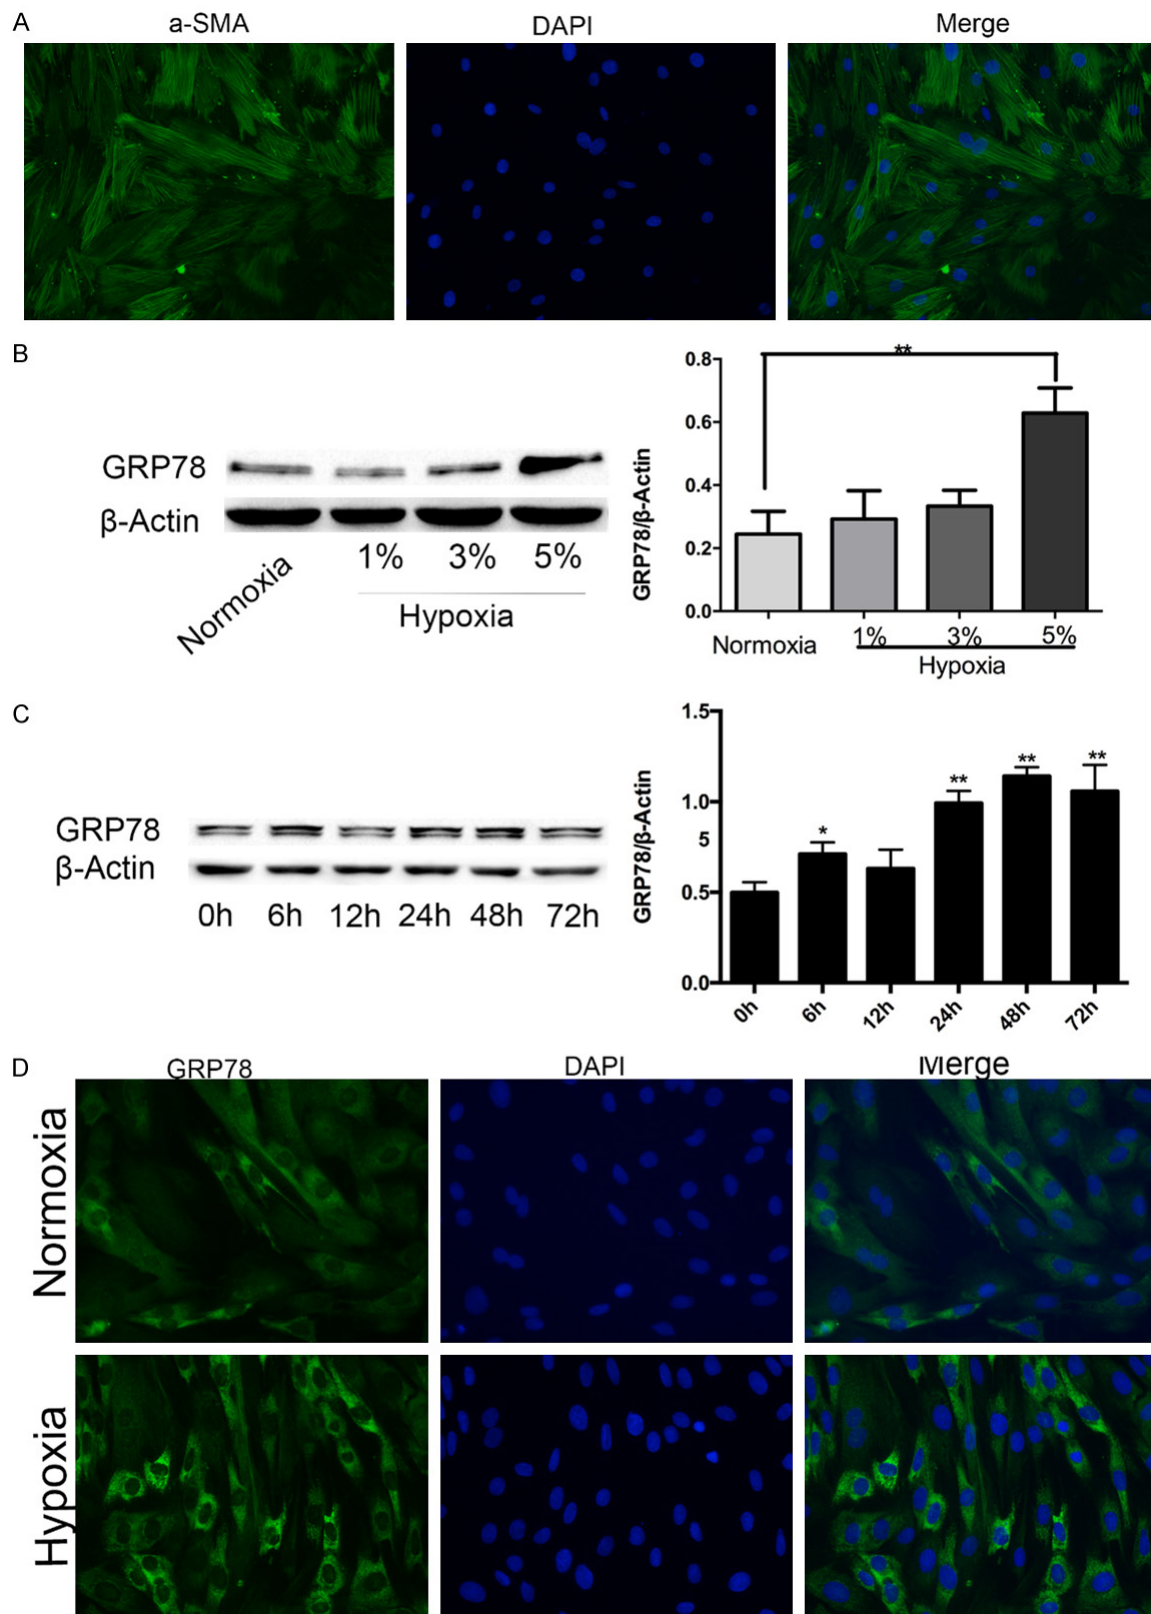 A
a-SMA
DAPI
Merge
B
GRP78
β-Actin
Normoxia
1%
3%
5%
Hypoxia
**
0.8
0.6
0.4
0.2
0.0
GRP78/β-Actin
Normoxia
1%
3%
5%
Hypoxia
C
GRP78
β-Actin
0h
6h
12h
24h
48h
72h
1.5
1.0
5
0.5
0.0
GRP78/β-Actin
*
**
**
**
0h
6h
12h
24h
48h
72h
D
GRP78
DAPI
Merge
Normoxia
Hypoxia